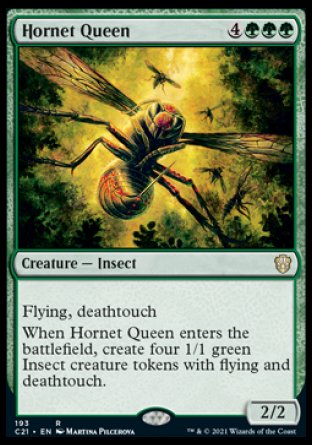 Hornet Queen 4
Creature — Insect
Flying, deathtouch
When Hornet Queen enters the
battlefield, create four 1/1 green
Insect creature tokens with flying and
deathtouch.
2/2
193 R
C21 • EN Martina Pilcerova
™ & © 2021 Wizards of the Coast